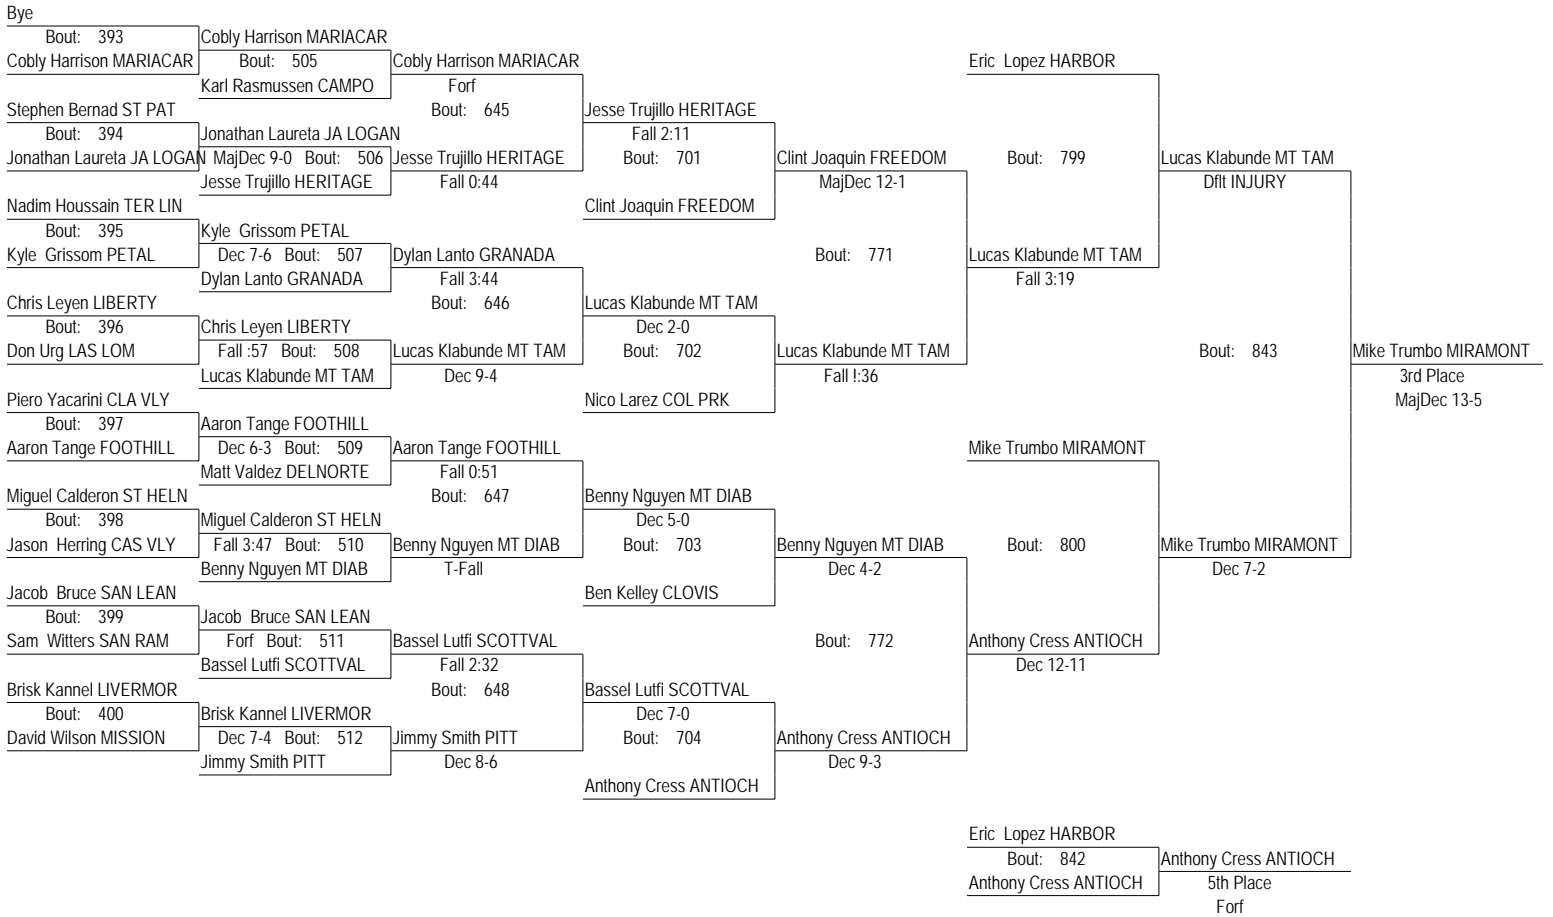 Bye
Bout: 393
Cobly Harrison MARIACAR
Cobly Harrison MARIACAR
Bout: 505
Cobly Harrison MARIACAR
Eric Lopez HARBOR
Karl Rasmussen CAMPO
Forf
Stephen Bernad ST PAT
Bout: 645
Jesse Trujillo HERITAGE
Bout: 394
Jonathan Laureta JA LOGAN
Fall 2:11
Jonathan Laureta JA LOGAN
MajDec 9-0 Bout: 506
Jesse Trujillo HERITAGE
Bout: 701
Clint Joaquin FREEDOM
Bout: 799
Lucas Klabunde MT TAM
Jesse Trujillo HERITAGE
Fall 0:44
MajDec 12-1
Dflt INJURY
Nadim Houssain TER LIN
Clint Joaquin FREEDOM
Bout: 395
Kyle Grissom PETAL
Kyle Grissom PETAL
Dec 7-6 Bout: 507
Dylan Lanto GRANADA
Bout: 771
Lucas Klabunde MT TAM
Dylan Lanto GRANADA
Fall 3:44
Fall 3:19
Chris Leyen LIBERTY
Bout: 646
Lucas Klabunde MT TAM
Bout: 396
Chris Leyen LIBERTY
Dec 2-0
Don Urg LAS LOM
Fall :57 Bout: 508
Lucas Klabunde MT TAM
Bout: 702
Lucas Klabunde MT TAM
Bout: 843
Mike Trumbo MIRAMONT
Lucas Klabunde MT TAM
Dec 9-4
Fall !:36
3rd Place
Piero Yacarini CLA VLY
Nico Larez COL PRK
MajDec 13-5
Bout: 397
Aaron Tange FOOTHILL
Aaron Tange FOOTHILL
Dec 6-3 Bout: 509
Aaron Tange FOOTHILL
Mike Trumbo MIRAMONT
Matt Valdez DELNORTE
Fall 0:51
Miguel Calderon ST HELN
Bout: 647
Benny Nguyen MT DIAB
Bout: 398
Miguel Calderon ST HELN
Dec 5-0
Jason Herring CAS VLY
Fall 3:47 Bout: 510
Benny Nguyen MT DIAB
Bout: 703
Benny Nguyen MT DIAB
Bout: 800
Mike Trumbo MIRAMONT
Benny Nguyen MT DIAB
T-Fall
Dec 4-2
Dec 7-2
Jacob Bruce SAN LEAN
Ben Kelley CLOVIS
Bout: 399
Jacob Bruce SAN LEAN
Sam Witters SAN RAM
Forf Bout: 511
Bassel Lutfi SCOTTVAL
Bout: 772
Anthony Cress ANTIOCH
Bassel Lutfi SCOTTVAL
Fall 2:32
Dec 12-11
Brisk Kannel LIVERMOR
Bout: 648
Bassel Lutfi SCOTTVAL
Bout: 400
Brisk Kannel LIVERMOR
Dec 7-0
David Wilson MISSION
Dec 7-4 Bout: 512
Jimmy Smith PITT
Bout: 704
Anthony Cress ANTIOCH
Jimmy Smith PITT
Dec 8-6
Dec 9-3
Anthony Cress ANTIOCH
Eric Lopez HARBOR
Bout: 842
Anthony Cress ANTIOCH
Anthony Cress ANTIOCH
5th Place
Forf